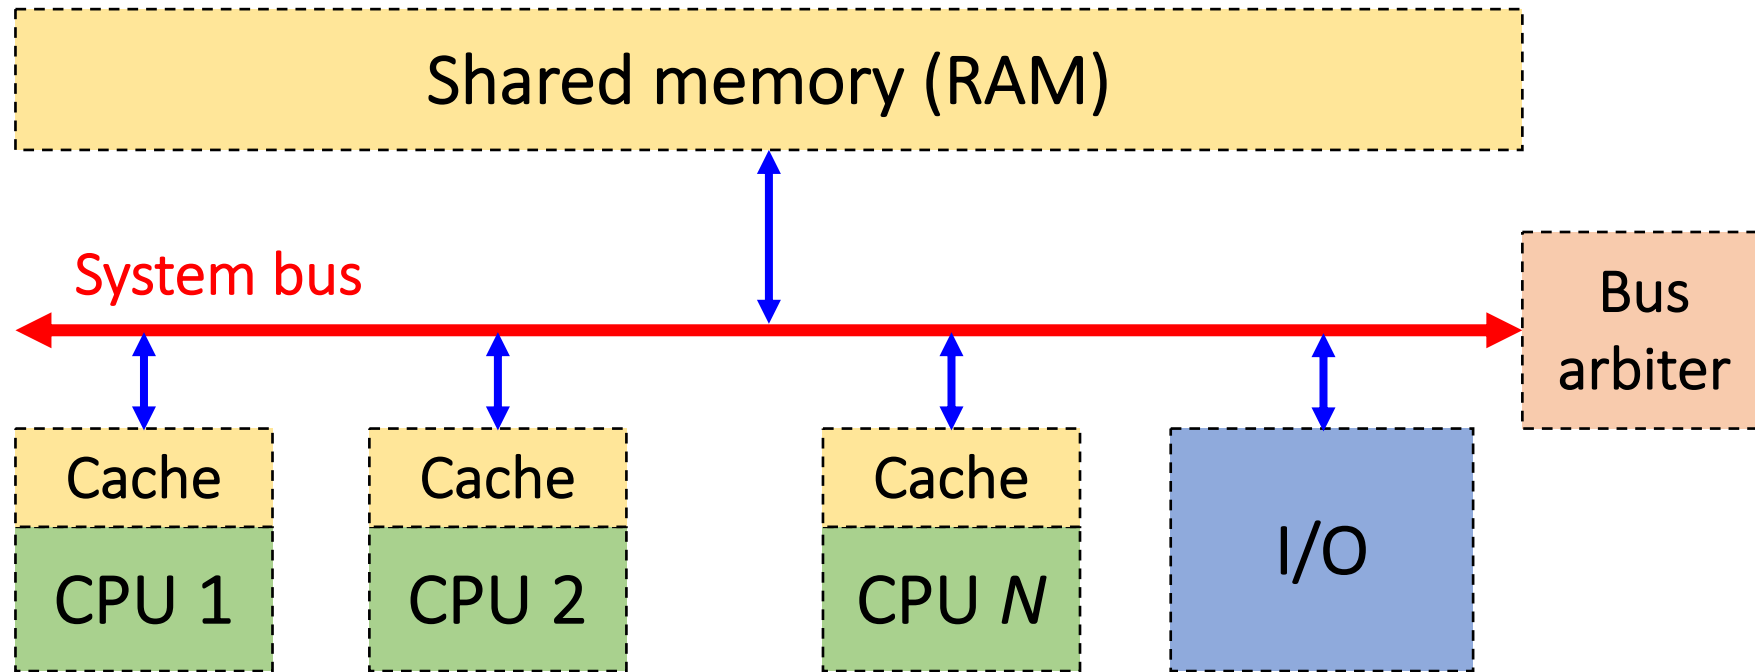 Shared memory (RAM)
System bus
Bus
arbiter
Cache
Cache
Cache
CPU 1
CPU 2
CPU N
I/O